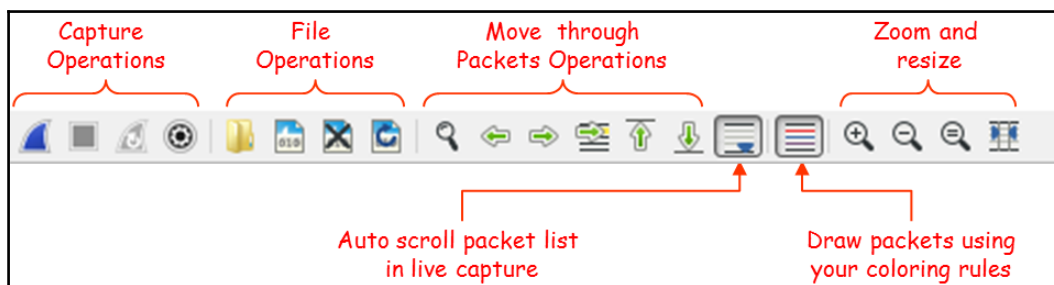 Capture
Operations
File
Operations
Move through
Packets Operations
Zoom and
resize
010
Auto scroll packet list
in live capture
Draw packets using
your coloring rules